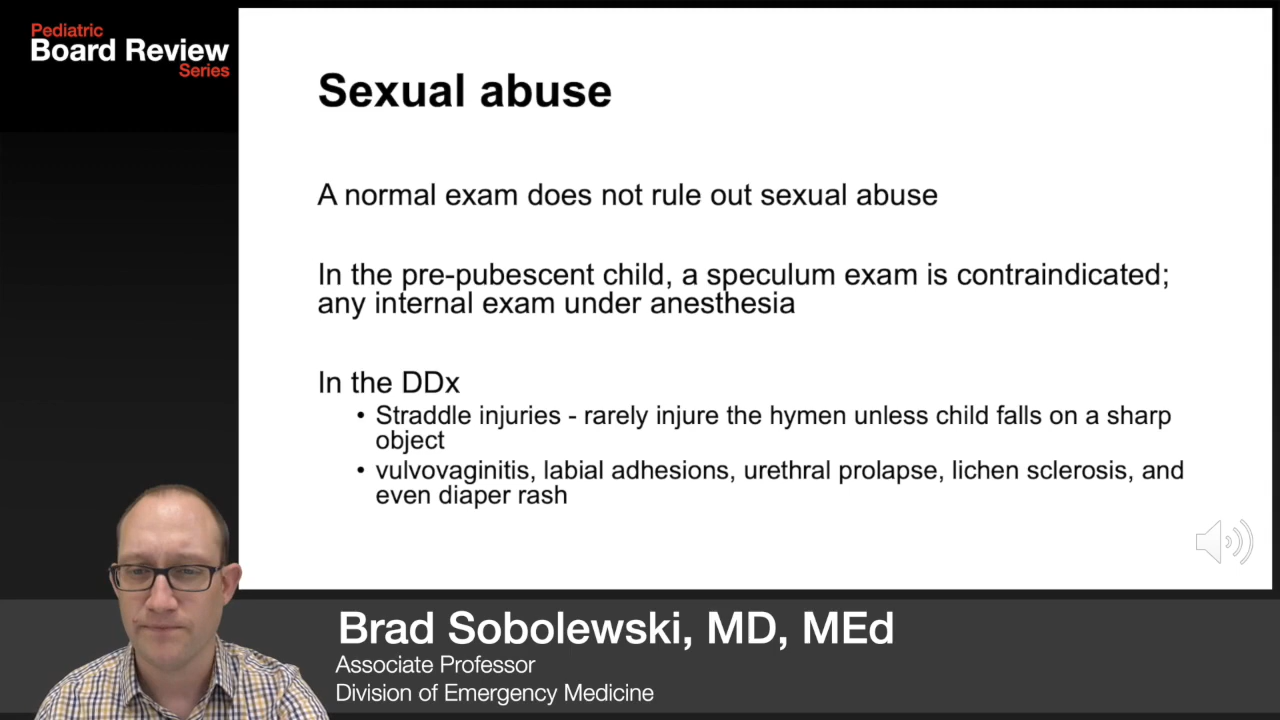 Pediatric
Board Review
Series
Sexual abuse
A normal exam does not rule out sexual abuse
In the pre-pubescent child, a speculum exam is contraindicated;
any internal exam under anesthesia
In the DDx
• Straddle injuries - rarely injure the hymen unless child falls on a sharp
object
• vulvovaginitis, labial adhesions, urethral prolapse, lichen sclerosis, and
even diaper rash
Brad Sobolewski, MD, MEd
Associate Professor
Division of Emergency Medicine